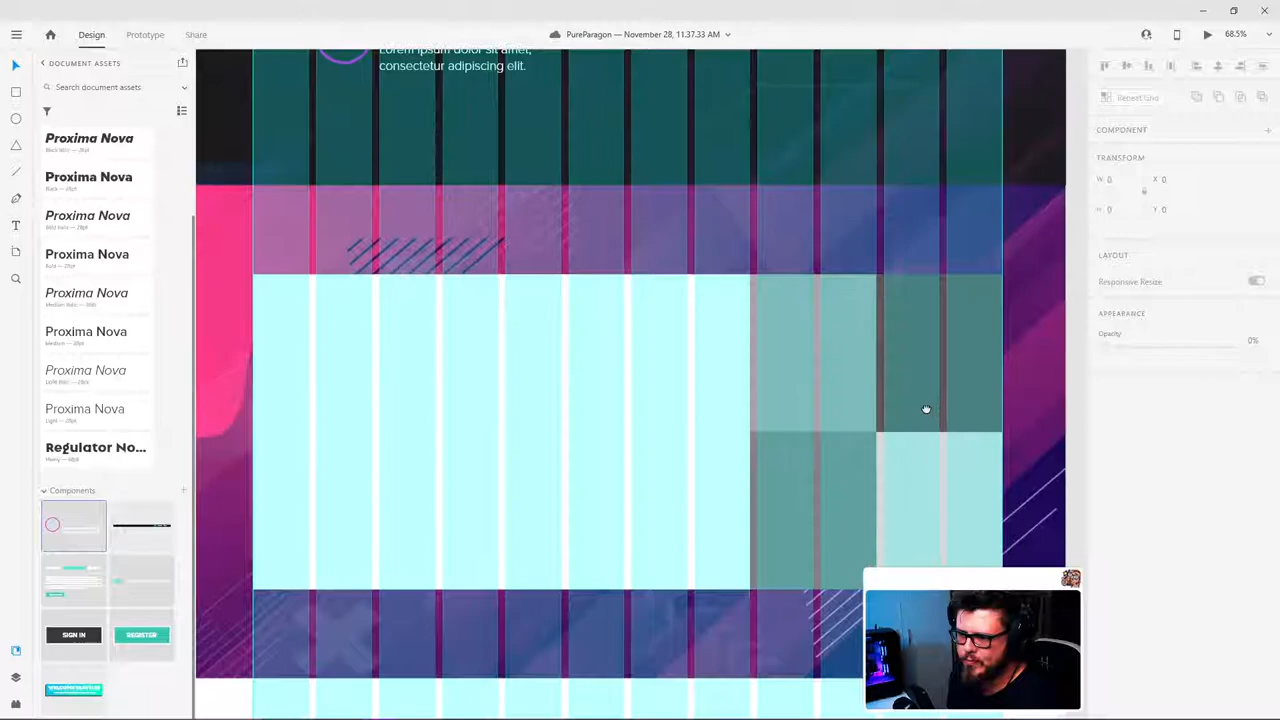 Design
Prototype
Share
PureParagon — November 28, 11.37.33 AM
68.5%
DOCUMENT ASSETS
Search document assets
Proxima Nova
Proxima Nova
Proxima Nova
Proxima Nova
Proxima Nova
Proxima Nova
Proxima Nova
Proxima Nova
Regulator No...
Components
SIGN IN
REGISTER
Lorem ipsum dolor sit amet,
consectetur adipiscing elit.
Repeat Grid
COMPONENT
TRANSFORM
W 0
X 0
H 0
Y 0
LAYOUT
Responsive Resize
APPEARANCE
Opacity
0%